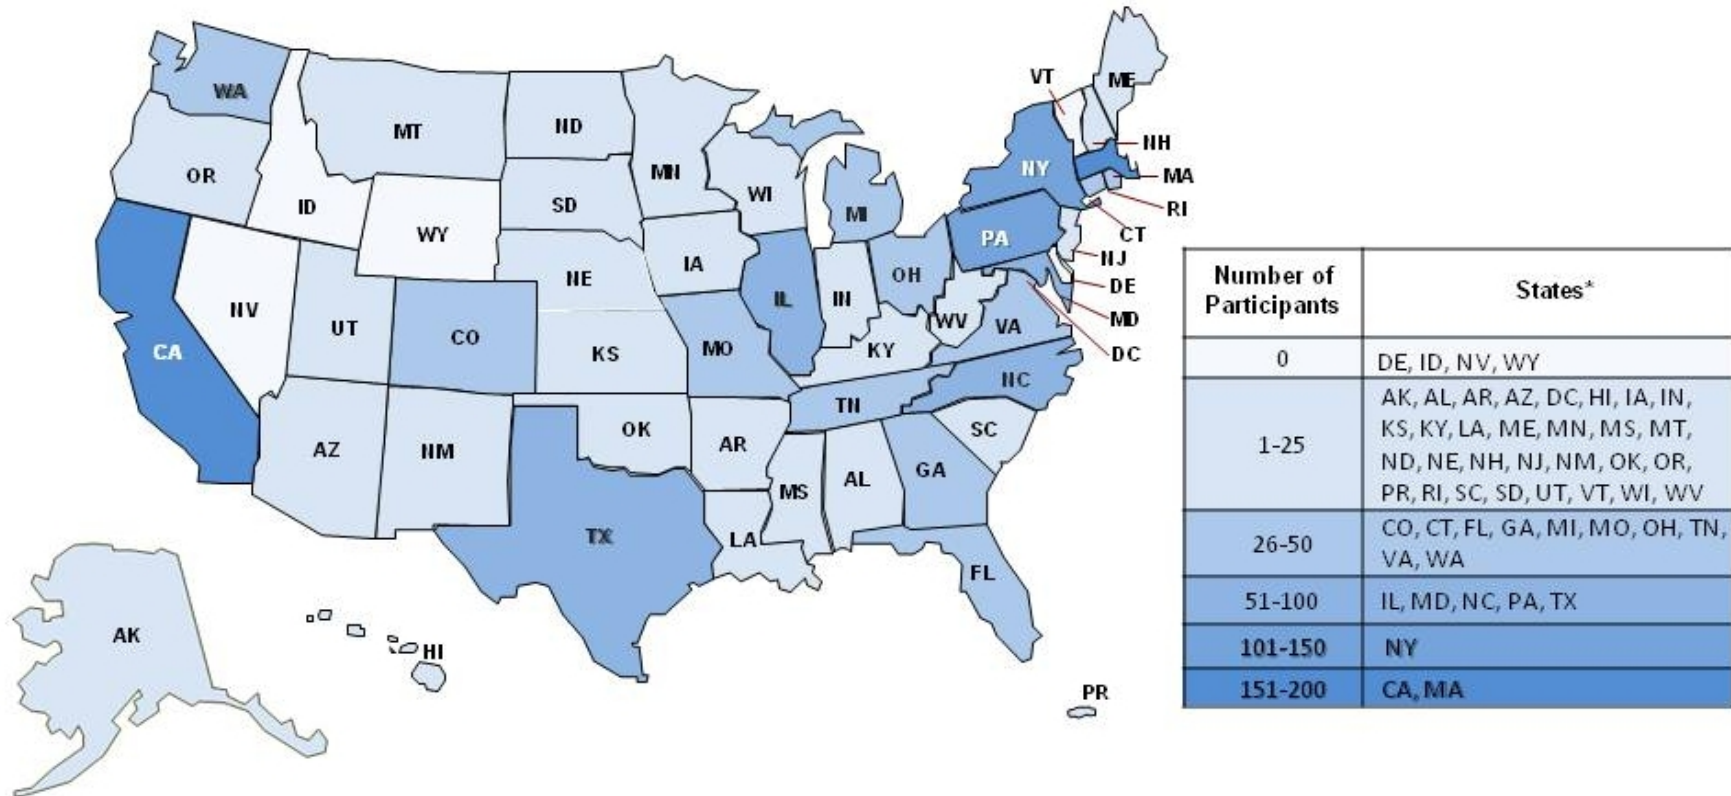 VT
ME
WA
MT
ND
MN
NH
OR
NY
MA
ID
SD
WI
MI
RI
WY
PA
CT
IA
NJ
NE
OH
DE
NV
IL
IN
UT
CO
WV
VA
MD
CA
KS
MO
KY
DC
NC
TN
OK
SC
AZ
NM
AR
GA
MS
AL
TX
LA
FL
AK
HI
PR
Number of Participants States*
0 DE, ID, NV, WY
1-25 AK, AL, AR, AZ, DC, HI, IA, IN,
KS, KY, LA, ME, MN, MS, MT,
ND, NE, NH, NJ, NM, OK, OR,
PR, RI, SC, SD, UT, VT, WI, WV
26-50 CO, CT, FL, GA, MI, MO, OH, TN,
VA, WA
51-100 IL, MD, NC, PA, TX
101-150 NY
151-200 CA, MA